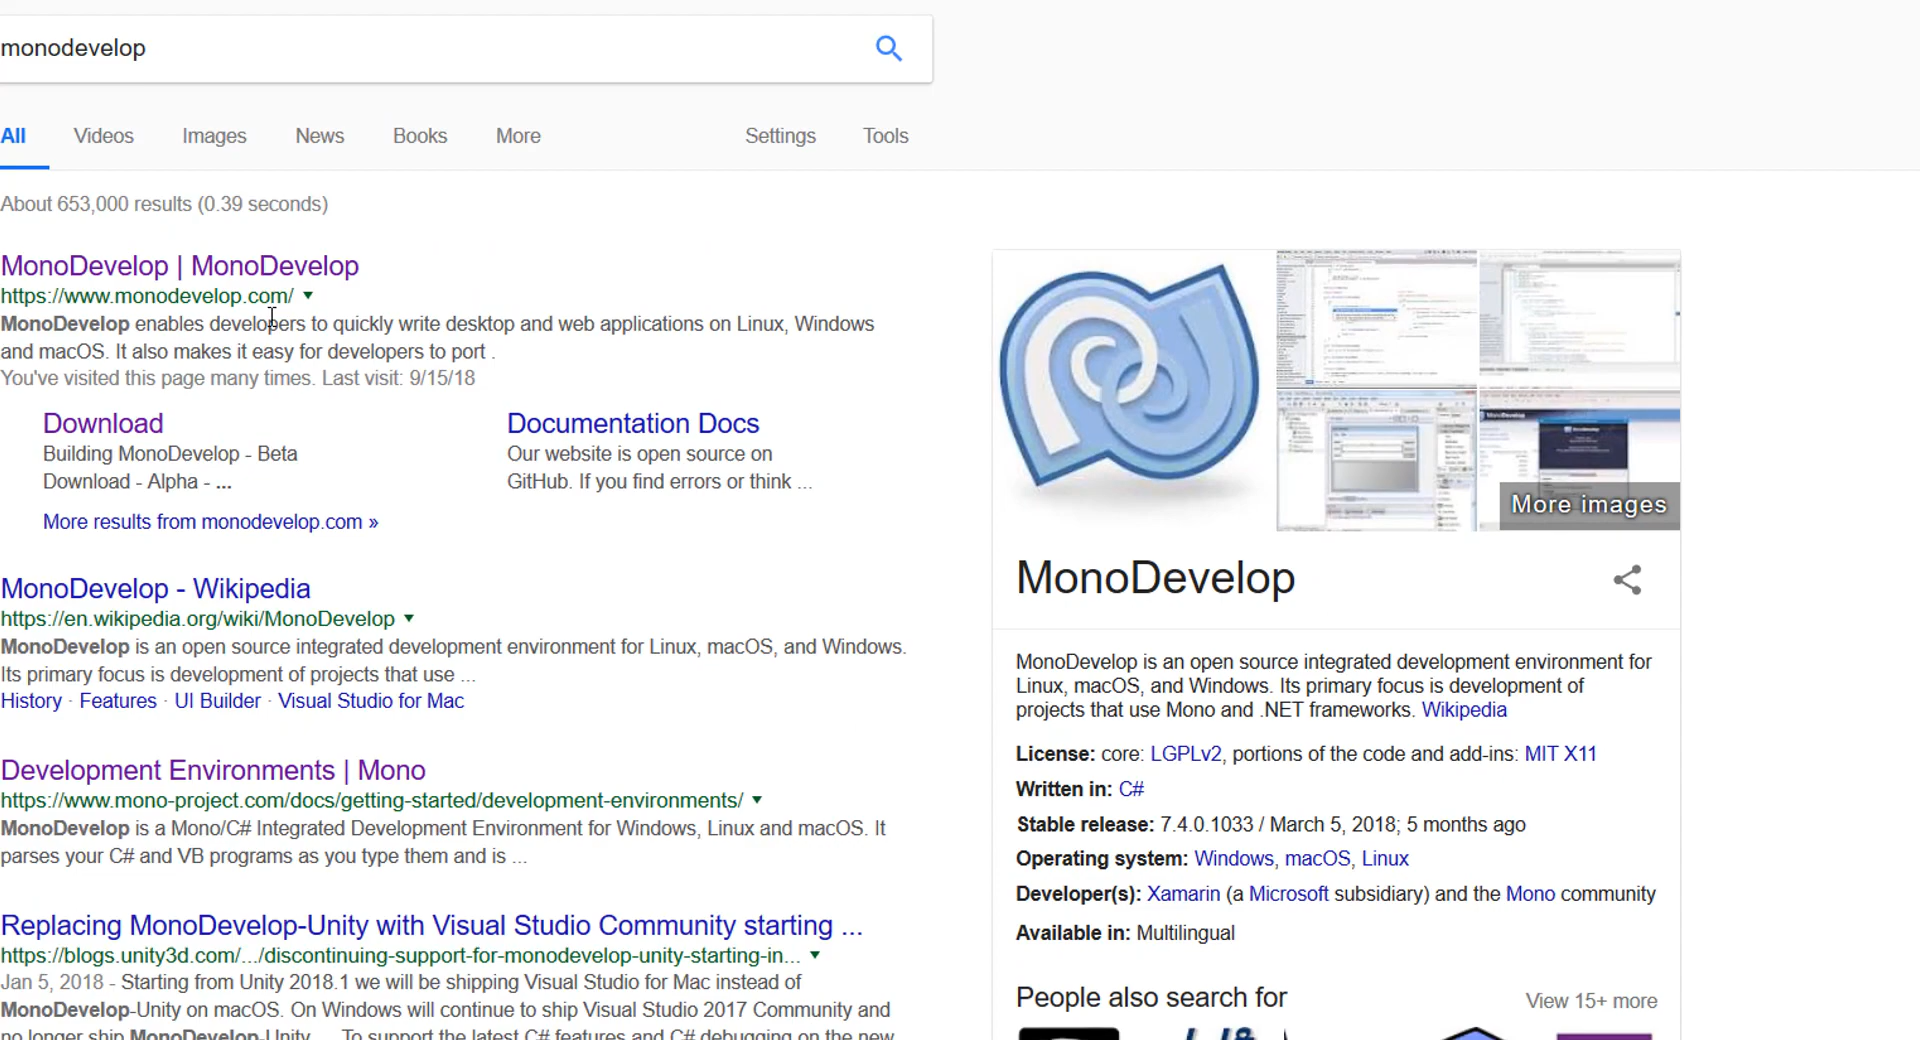 monodevelop
All Videos Images News Books More Settings Tools
About 653,000 results (0.39 seconds)
MonoDevelop | MonoDevelop
https://www.monodevelop.com/
MonoDevelop enables developers to quickly write desktop and web applications on Linux, Windows
and macOS. It also makes it easy for developers to port .
You've visited this page many times. Last visit: 9/15/18
Download
Building MonoDevelop - Beta
Download - Alpha - ...
Documentation Docs
Our website is open source on
GitHub. If you find errors or think ...
More results from monodevelop.com »
MonoDevelop - Wikipedia
https://en.wikipedia.org/wiki/MonoDevelop
MonoDevelop is an open source integrated development environment for Linux, macOS, and Windows.
Its primary focus is development of projects that use ...
History · Features · UI Builder · Visual Studio for Mac
Development Environments | Mono
https://www.mono-project.com/docs/getting-started/development-environments/
MonoDevelop is a Mono/C# Integrated Development Environment for Windows, Linux and macOS. It
parses your C# and VB programs as you type them and is ...
Replacing MonoDevelop-Unity with Visual Studio Community starting ...
https://blogs.unity3d.com/.../discontinuing-support-for-monodevelop-unity-starting-in...
Jan 5, 2018 - Starting from Unity 2018.1 we will be shipping Visual Studio for Mac instead of
MonoDevelop-Unity on macOS. On Windows will continue to ship Visual Studio 2017 Community and
no longer ship MonoDevelop-Unity. ... To support the latest C# features and C# debugging on the new
More images
MonoDevelop
MonoDevelop is an open source integrated development environment for
Linux, macOS, and Windows. Its primary focus is development of
projects that use Mono and .NET frameworks. Wikipedia
License: core: LGPLv2, portions of the code and add-ins: MIT X11
Written in: C#
Stable release: 7.4.0.1033 / March 5, 2018; 5 months ago
Operating system: Windows, macOS, Linux
Developer(s): Xamarin (a Microsoft subsidiary) and the Mono community
Available in: Multilingual
People also search for
View 15+ more